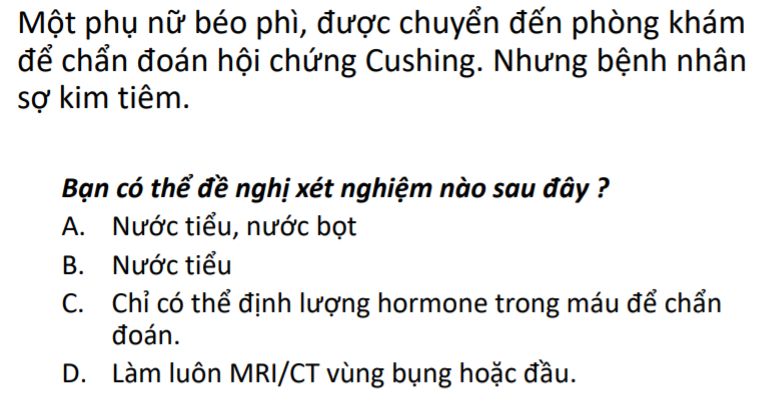 Một phụ nữ béo phì, được chuyển đến phòng khám
để chẩn đoán hội chứng Cushing. Nhưng bệnh nhân
sợ kim tiêm.
Bạn có thể đề nghị xét nghiệm nào sau đây ?
A. Nước tiểu, nước bọt
B. Nước tiểu
C. Chỉ có thể định lượng hormone trong máu để chẩn
đoán.
D. Làm luôn MRI/CT vùng bụng hoặc đầu.